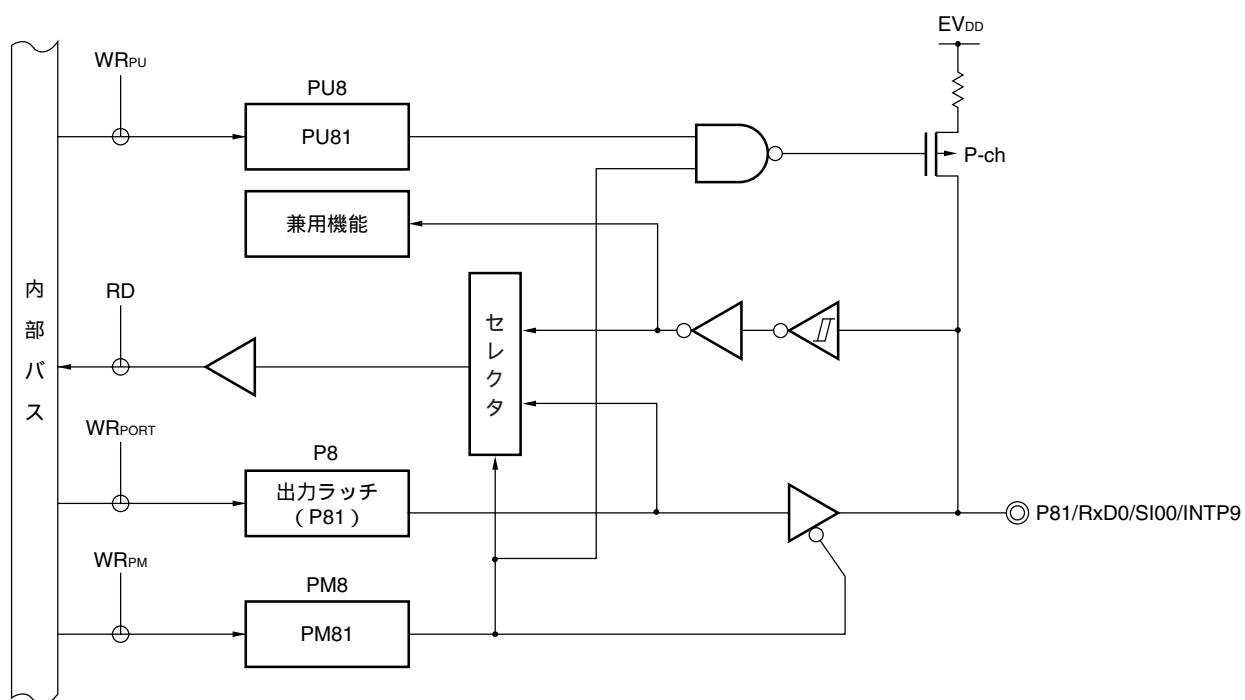 EVDD
WRPU
PU8
PU81
P-ch
兼用機能
内部バス
RD
セレクタ
WRPORT
P8
出力ラッチ
(P81)
P81/RxD0/SI00/INTP9
WRPM
PM8
PM81